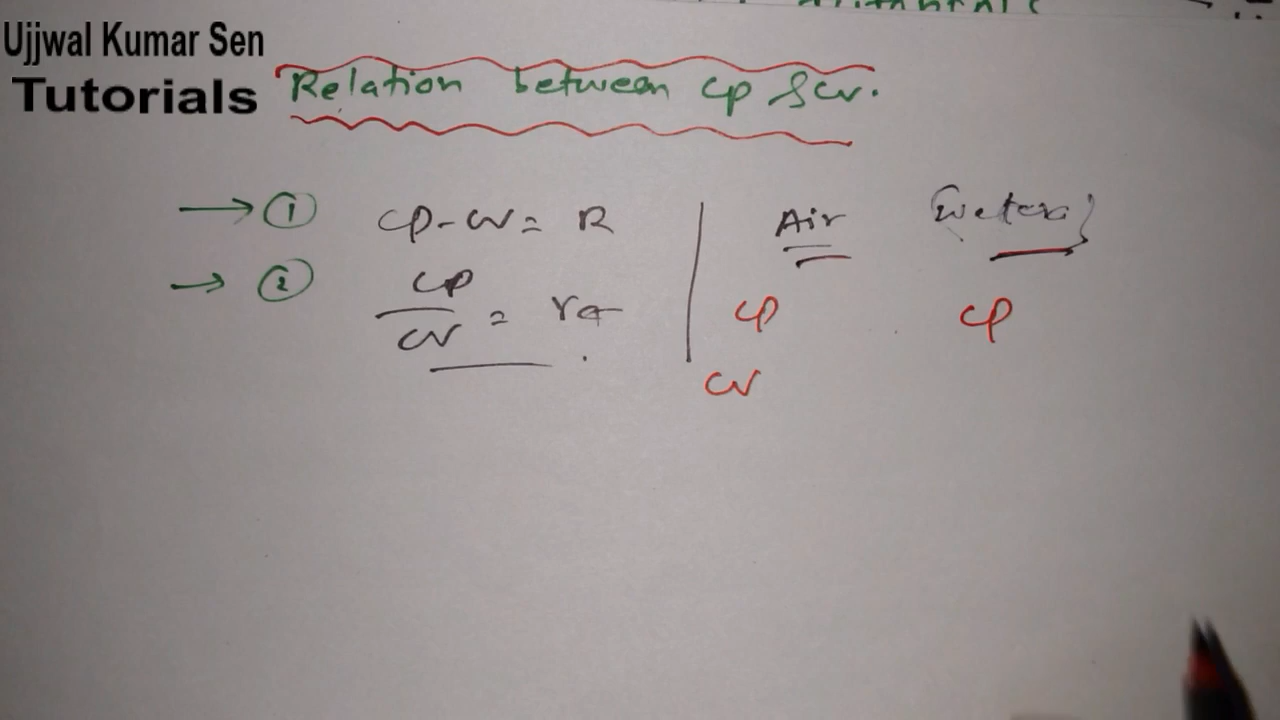 Ujjwal Kumar Sen
Tutorials
Relation between Cp & Cv.
→ ① Cp - Cv = R
→ ② Cp / Cv = γ
Air
Cp
Cv
(water)
Cp